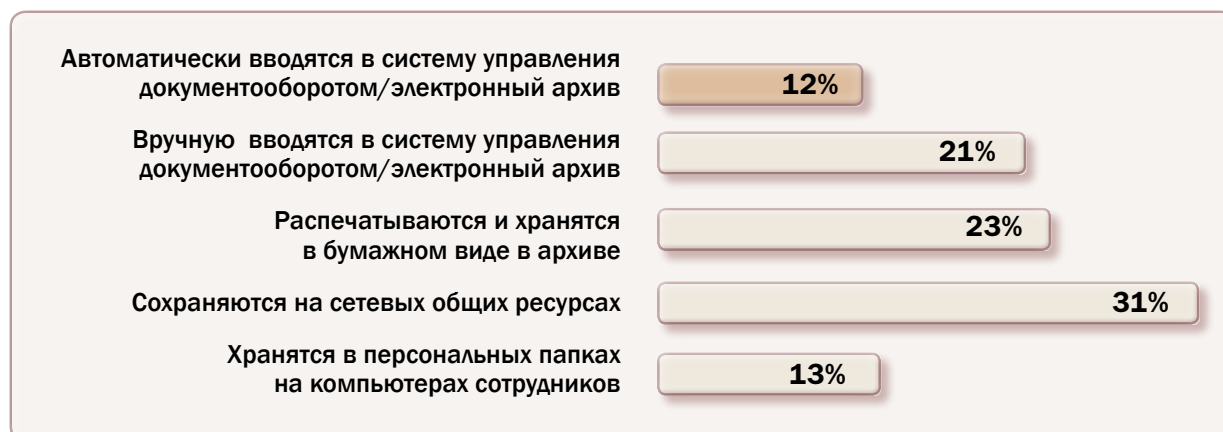 Автоматически вводятся в систему управления
документооборотом/электронный архив
12%
Вручную вводятся в систему управления
документооборотом/электронный архив
21%
Распечатываются и хранятся
в бумажном виде в архиве
23%
Сохраняются на сетевых общих ресурсах
31%
Хранятся в персональных папках
на компьютерах сотрудников
13%